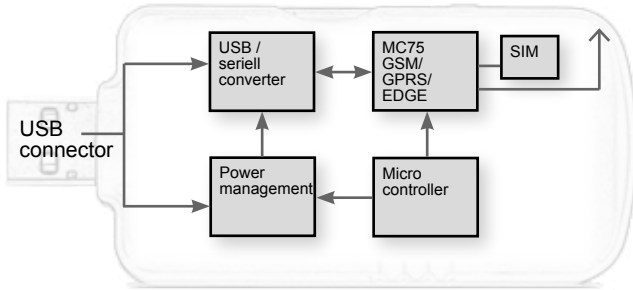 USB /
seriell
converter
MC75
GSM/
GPRS/
EDGE
SIM
USB
connector
Power
management
Micro
controller